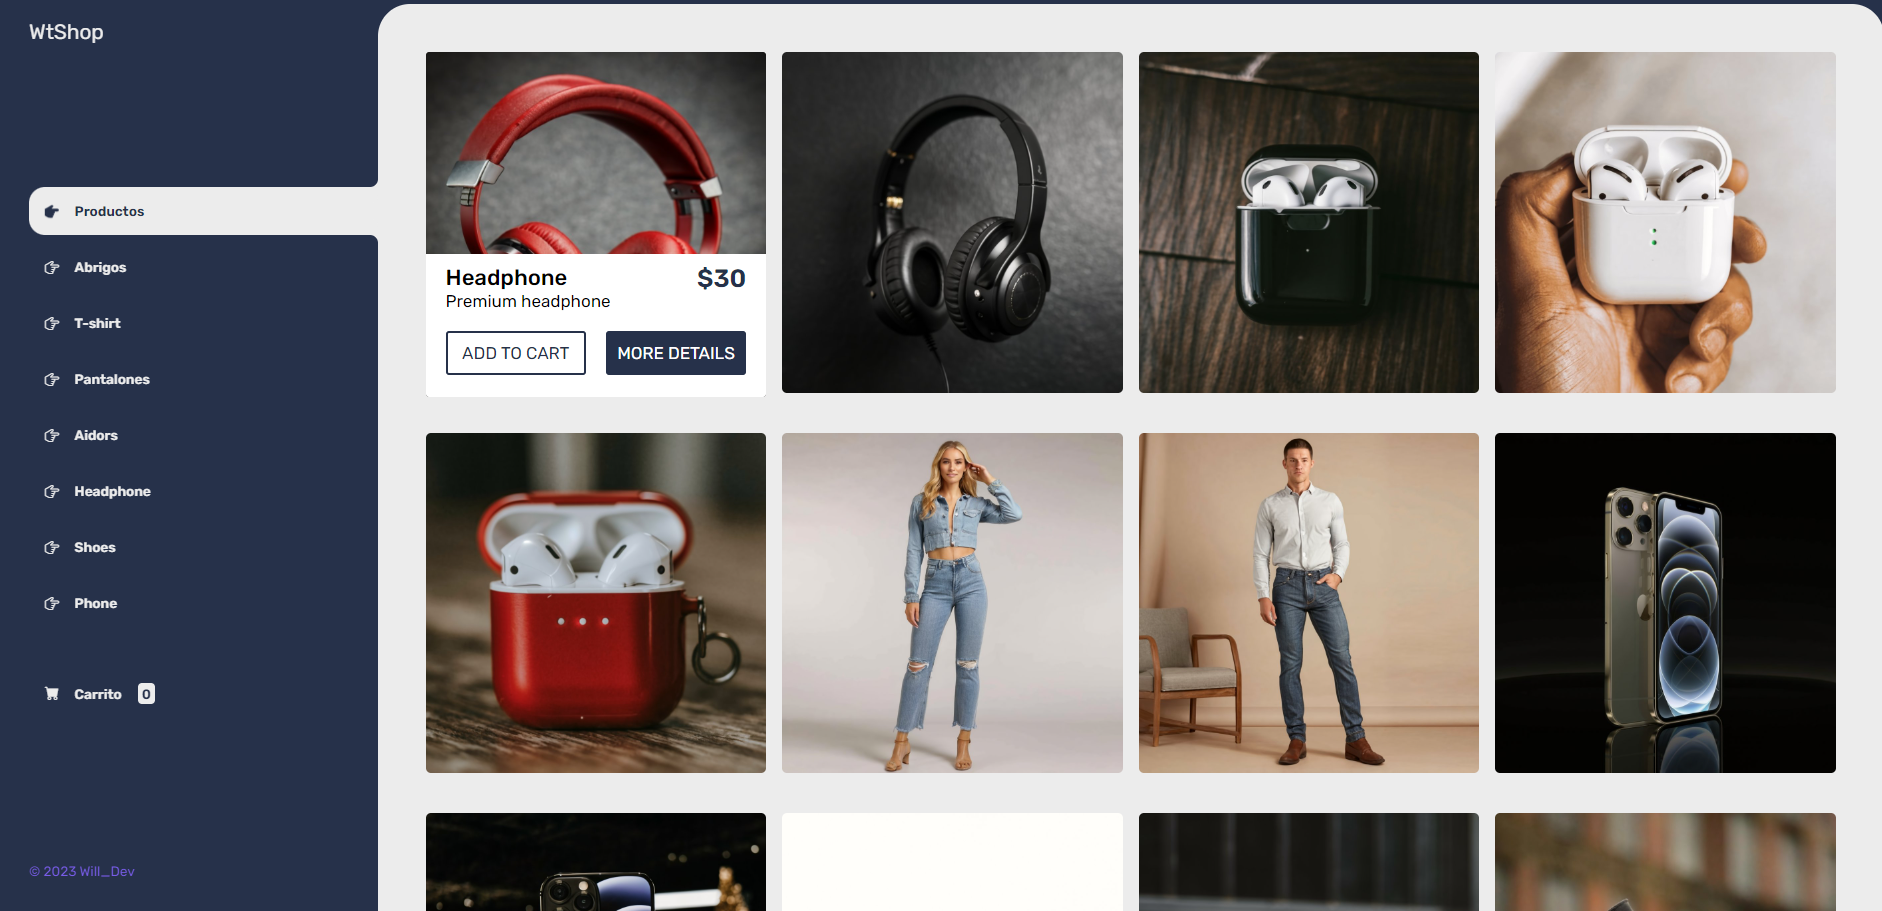 WtShop
Productos
Abrigos
T-shirt
Pantalones
Aidors
Headphone
Shoes
Phone
Carrito 0
© 2023 Will_Dev
Headphone $30
Premium headphone
ADD TO CART MORE DETAILS